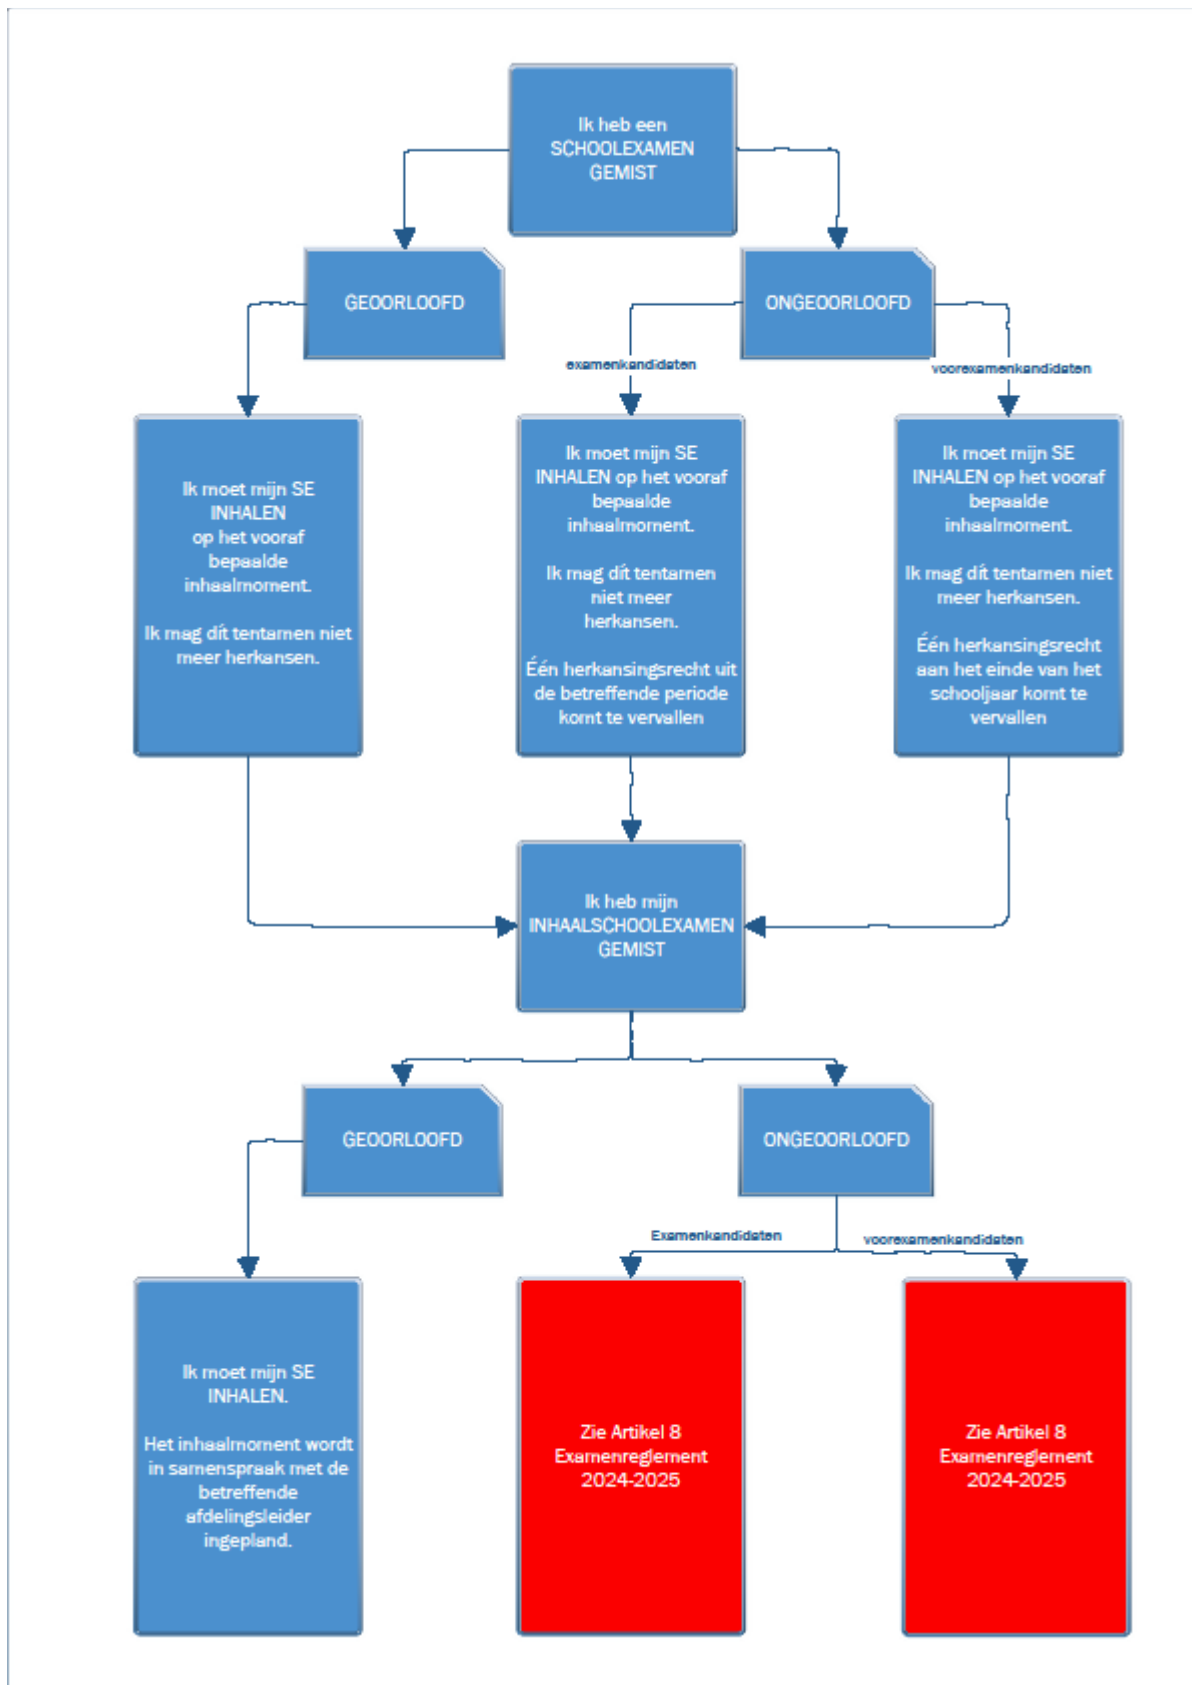 Ik heb een
SCHOOLEXAMEN
GEMIST
GEOORLOOFD
ONGEOORLOOFD
examenkandidaten
voorexamenkandidaten
Ik moet mijn SE
INHALEN
op het vooraf
bepaalde
inhaalmoment.
Ik mag dít tentamen niet
meer herkansen.
Ik moet mijn SE
INHALEN op het vooraf
bepaalde
inhaalmoment.
Ik mag dít tentamen
niet meer
herkansen.
Één herkansingsrecht uit
de betreffende periode
komt te vervallen
Ik moet mijn SE
INHALEN op het vooraf
bepaalde
inhaalmoment.
Ik mag dít tentamen niet
meer herkansen.
Één herkansingsrecht
aan het einde van het
schooljaar komt te
vervallen
Ik heb mijn
INHAALSCHOOLEXAMEN
GEMIST
GEOORLOOFD
ONGEOORLOOFD
Examenkandidaten
voorexamenkandidaten
Ik moet mijn SE
INHALEN.
Het inhaalmoment wordt
in samenspraak met de
betreffende
afdelingsleider
ingepland.
Zie Artikel 8
Examenreglement
2024-2025
Zie Artikel 8
Examenreglement
2024-2025